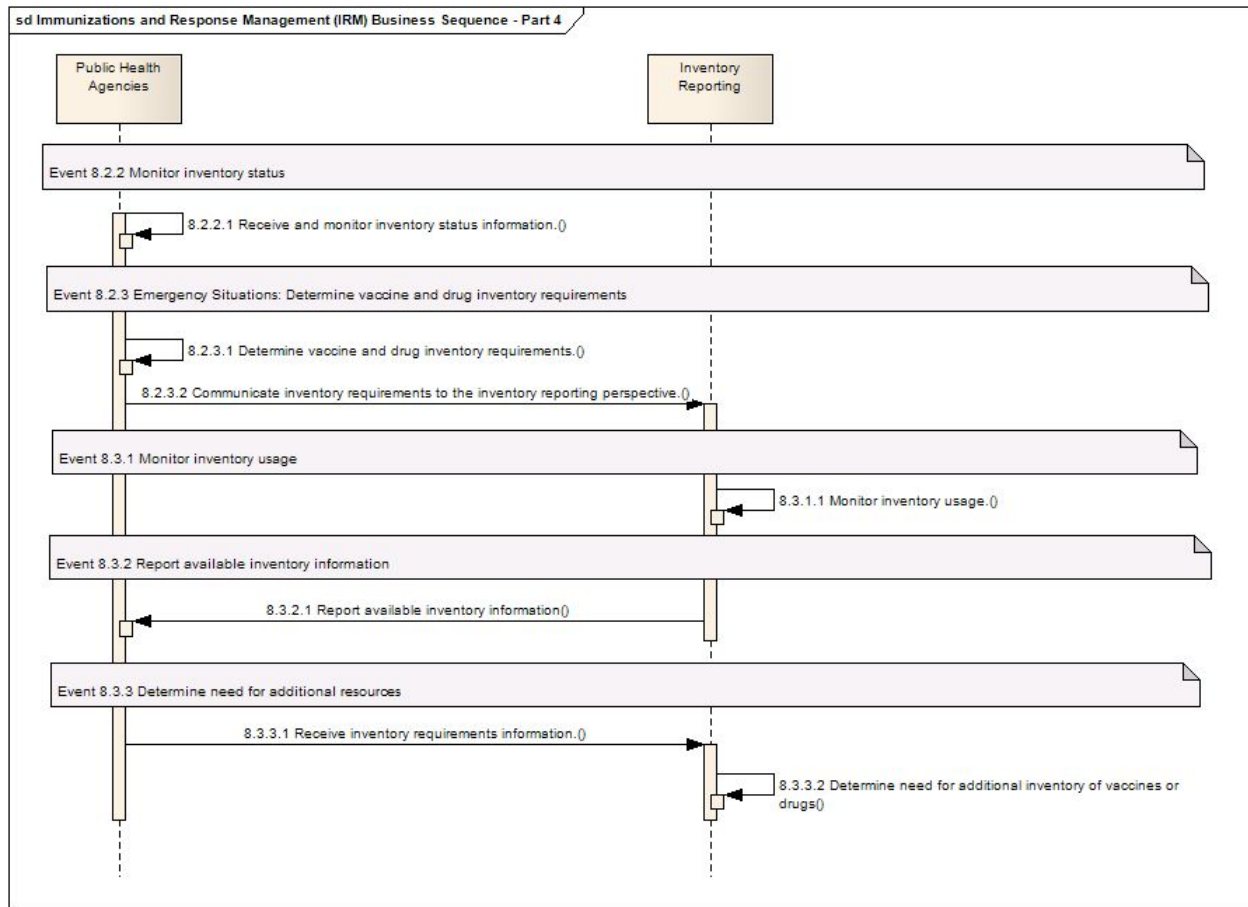 sd Immunizations and Response Management (IRM) Business Sequence - Part 4
Public Health
Agencies
Inventory
Reporting
Event 8.2.2 Monitor inventory status
8.2.2.1 Receive and monitor inventory status information.()
Event 8.2.3 Emergency Situations: Determine vaccine and drug inventory requirements
8.2.3.1 Determine vaccine and drug inventory requirements.()
8.2.3.2 Communicate inventory requirements to the inventory reporting perspective.()
Event 8.3.1 Monitor inventory usage
8.3.1.1 Monitor inventory usage.()
Event 8.3.2 Report available inventory information
8.3.2.1 Report available inventory information()
Event 8.3.3 Determine need for additional resources
8.3.3.1 Receive inventory requirements information.()
8.3.3.2 Determine need for additional inventory of vaccines or
drugs()